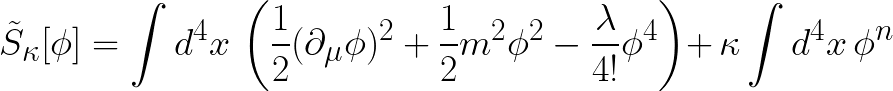 $\tilde{S}_{\kappa}[\phi] = \int d^4x \, \left( \frac{1}{2} (\partial_\mu \phi)^2 + \frac{1}{2} m^2 \phi^2 - \frac{\lambda}{4!} \phi^4 \right) + \kappa \int d^4x \, \phi^n$